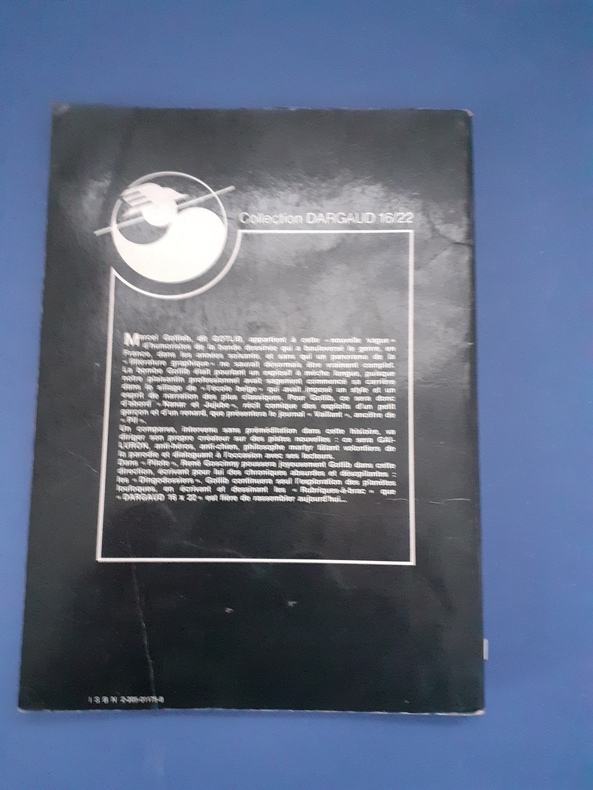 Collection DARGAUD 16/22
Marcel Gotlieb, dit GOTLIB, appartient à cette « nouvelle vague »
d'humoristes de la bande dessinée qui a bouleversé le genre, en
France, dans les années soixante, et sans qui un panorama de la
« littérature graphique » ne saurait désormais être vraiment complet.
La bombe Gotlib était pourtant un explosif à mèche longue, puisque
notre plaisantin professionnel avait sagement commencé sa carrière
dans le sillage de « l'école belge » qui avait imposé un style et un
esprit de narration des plus classiques. Pour Gotlib, ce sera donc
d'abord « Nanar et Jujube », récit comique des exploits d'un petit
garçon et d'un renard, que présentera le journal « Vaillant », ancêtre de
« Pif ».
Un comparse, intervenu sans préméditation dans cette histoire, va
diriger son propre créateur sur des pistes nouvelles : ce sera GAI-
LURON, anti-héros, anti-chien, philosophe martyr tâtant volontiers de
la parodie et dialoguant à l'occasion avec ses lecteurs.
Dans « Pilote », René Goscinny poussera joyeusement Gotlib dans cette
direction, écrivant pour lui des chroniques absurdes et désopilantes :
les « Dingodossiers ». Gotlib continuera seul l'exploration des planètes
loufoques, en écrivant et dessinant les « Rubriques-à-brac » que
« DARGAUD 16 x 22 » est fière de rassembler aujourd'hui...
ISBN